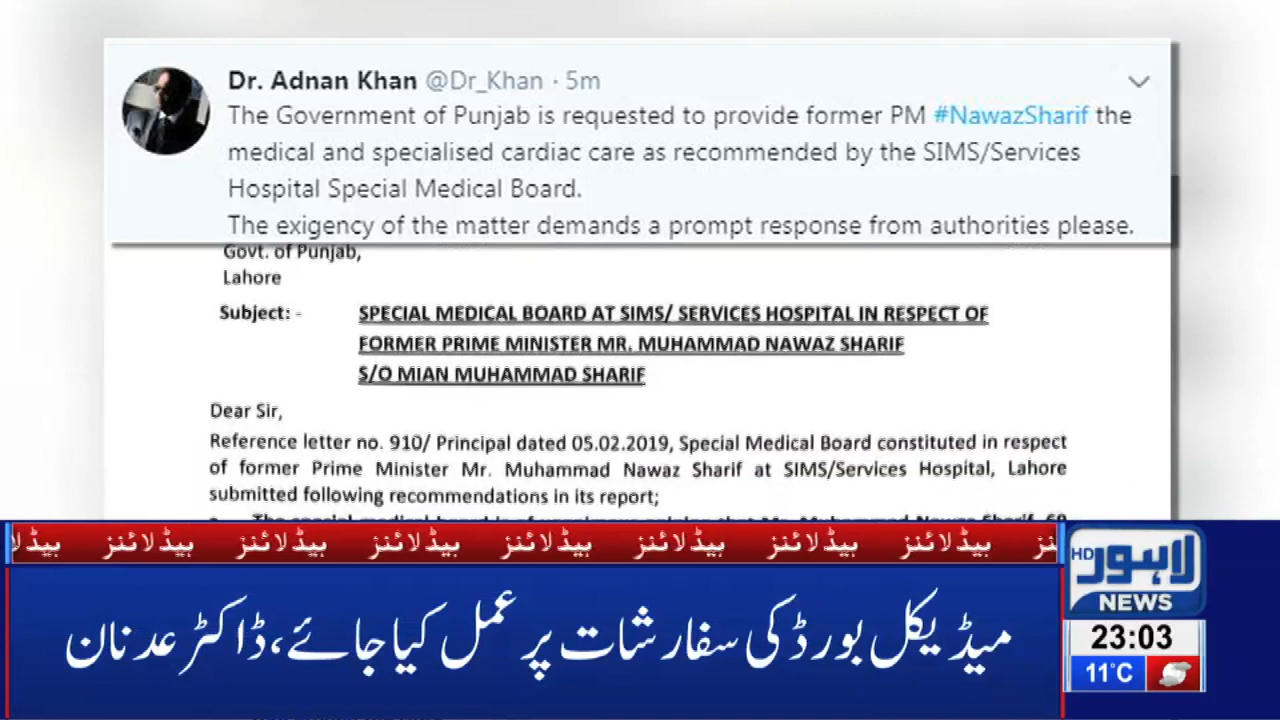 Dr. Adnan Khan @Dr_Khan · 5m
The Government of Punjab is requested to provide former PM #NawazSharif the
medical and specialised cardiac care as recommended by the SIMS/Services
Hospital Special Medical Board.
The exigency of the matter demands a prompt response from authorities please.
Govt. of Punjab,
Lahore
Subject: - SPECIAL MEDICAL BOARD AT SIMS/ SERVICES HOSPITAL IN RESPECT OF
FORMER PRIME MINISTER MR. MUHAMMAD NAWAZ SHARIF
S/O MIAN MUHAMMAD SHARIF
Dear Sir,
Reference letter no. 910/ Principal dated 05.02.2019, Special Medical Board constituted in respect
of former Prime Minister Mr. Muhammad Nawaz Sharif at SIMS/Services Hospital, Lahore
submitted following recommendations in its report;
ہیڈلائنز ہیڈلائنز ہیڈلائنز ہیڈلائنز ہیڈلائنز ہیڈلائنز ہیڈلائنز
میڈیکل بورڈ کی سفارشات پر عمل کیا جائے، ڈاکٹر عدنان
HD لاہور
NEWS
23:03
11°C